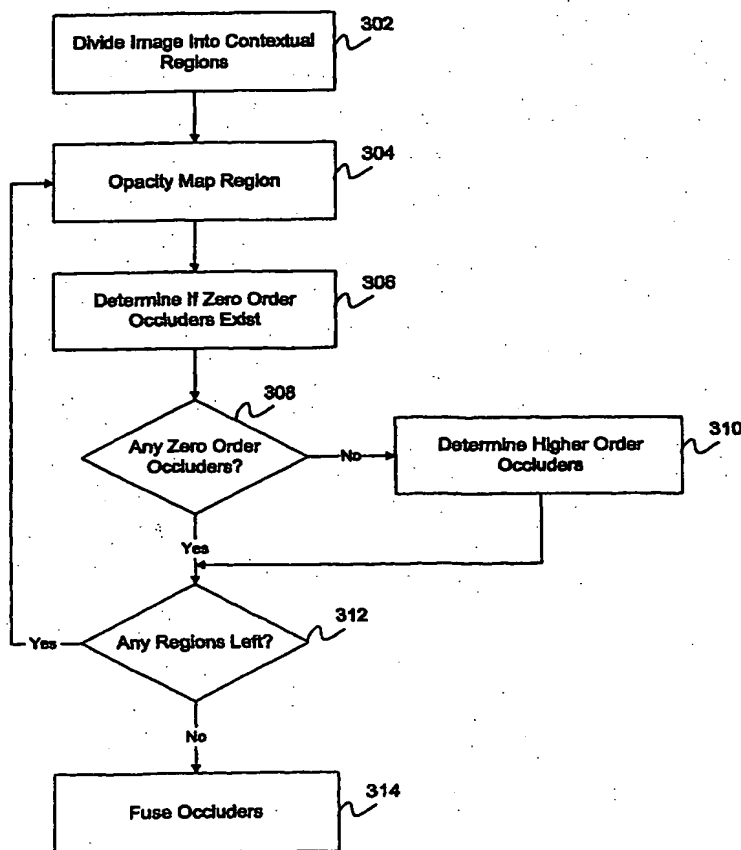 Divide Image Into Contextual
Regions
302
Opacity Map Region
304
Determine If Zero Order
Occluders Exist
306
308
Any Zero Order
Occluders?
No
Determine Higher Order
Occluders
310
Yes
Any Regions Left?
312
Yes
No
Fuse Occluders
314